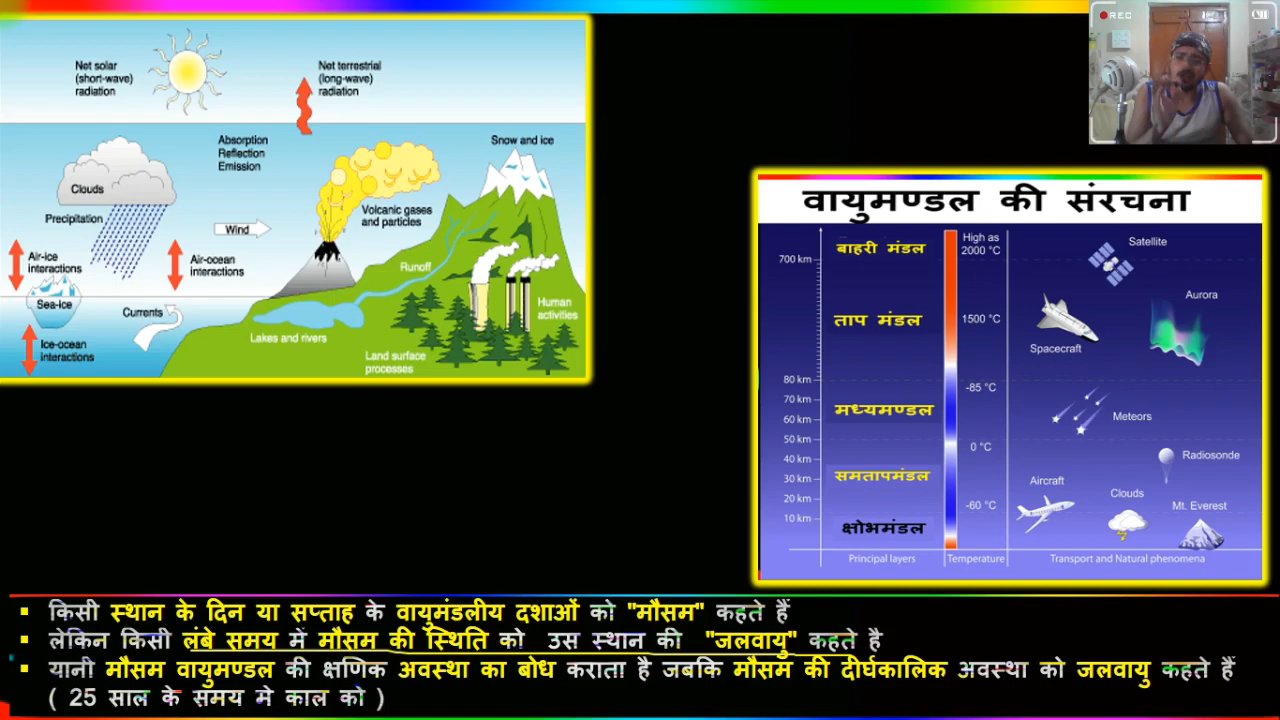 Net solar
(short-wave)
radiation
Net terrestrial
(long-wave)
radiation
Absorption
Reflection
Emission
Snow and ice
Clouds
Precipitation
Wind
Volcanic gases
and particles
Air-ice
interactions
Air-ocean
interactions
Runoff
Sea-ice
Currents
Human
activities
Lakes and rivers
Ice-ocean
interactions
Land surface
processes
REC
वायुमण्डल की संरचना
बाहरी मंडल
High as
2000 °C
Satellite
700 km
Aurora
ताप मंडल
1500 °C
Spacecraft
80 km
-85 °C
70 km
मध्यमण्डल
Meteors
60 km
50 km
0 °C
40 km
Radiosonde
30 km
समतापमंडल
Aircraft
20 km
Clouds
-60 °C
Mt. Everest
10 km
क्षोभमंडल
Principal layers
Temperature
Transport and Natural phenomena
▪ किसी स्थान के दिन या सप्ताह के वायुमंडलीय दशाओं को "मौसम" कहते हैं
▪ लेकिन किसी लंबे समय में मौसम की स्थिति को उस स्थान की "जलवायु" कहते है
▪ यानी मौसम वायुमण्डल की क्षणिक अवस्था का बोध कराता है जबकि मौसम की दीर्घकालिक अवस्था को जलवायु कहते हैं
( 25 साल के समय मे काल को )